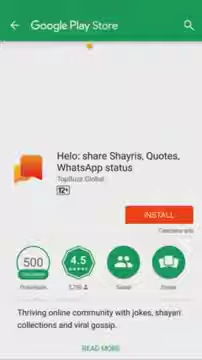 Google Play Store
Helo: share Shayris, Quotes,
WhatsApp status
TopBuzz Global
12+
INSTALL
500
Downloads
4.5
Social
Thriving online community with jokes, shayari
collections and viral gossip.
READ MORE